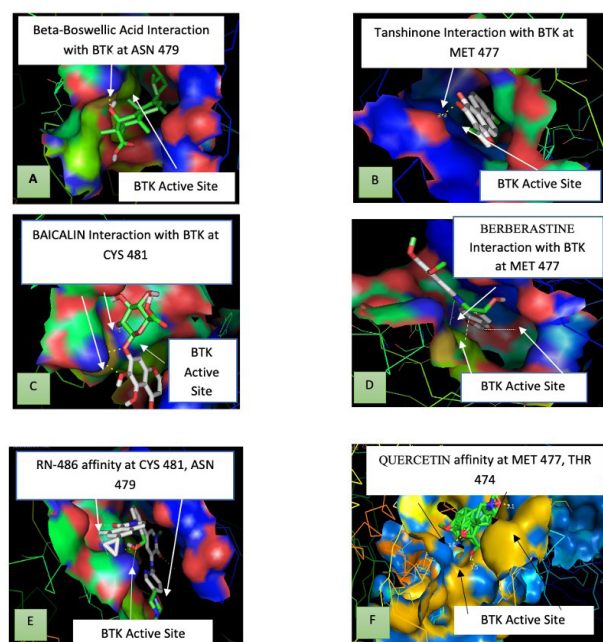 Beta-Boswellic Acid Interaction
with BTK at ASN 479
BTK Active Site
A
Tanshinone Interaction with BTK at
MET 477
BTK Active Site
B
BAICALIN Interaction with BTK at
CYS 481
BTK
Active
Site
C
BERBERASTINE
Interaction with BTK
at MET 477
BTK Active Site
D
RN-486 affinity at CYS 481, ASN
479
BTK Active Site
E
QUERCETIN affinity at MET 477, THR
474
BTK Active Site
F